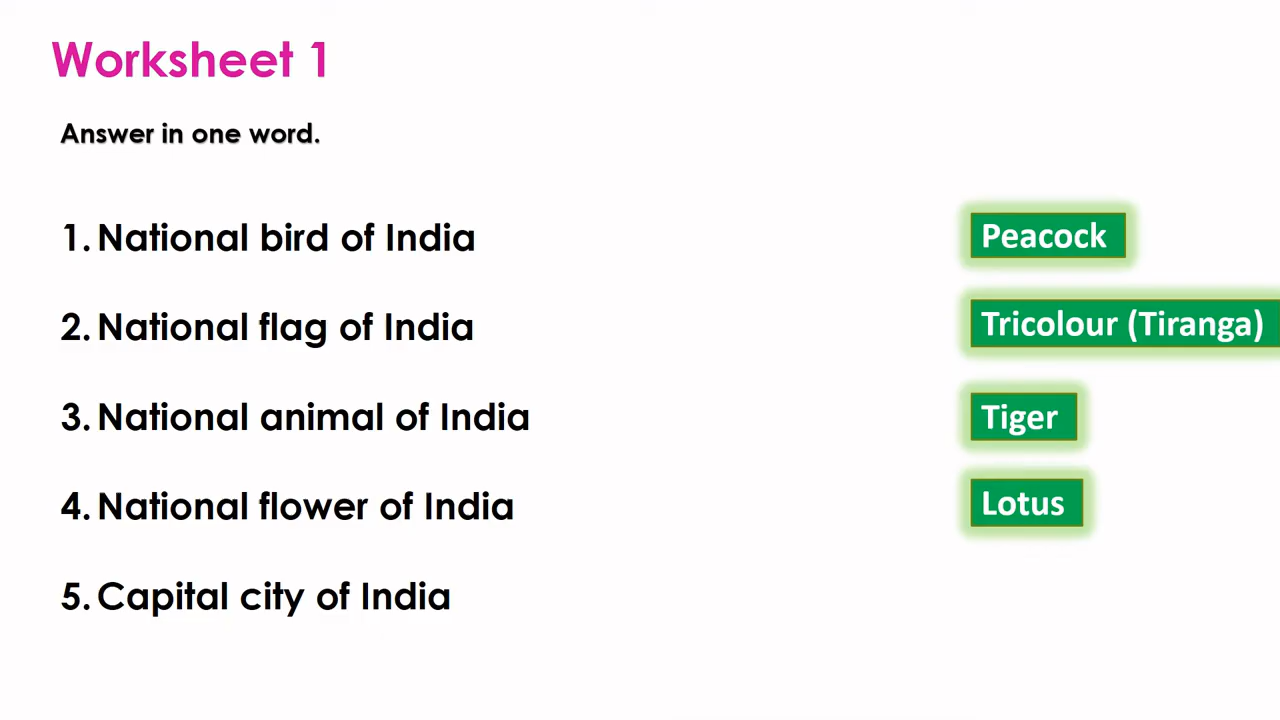 Worksheet 1
Answer in one word.
1. National bird of India Peacock
2. National flag of India Tricolour (Tiranga)
3. National animal of India Tiger
4. National flower of India Lotus
5. Capital city of India